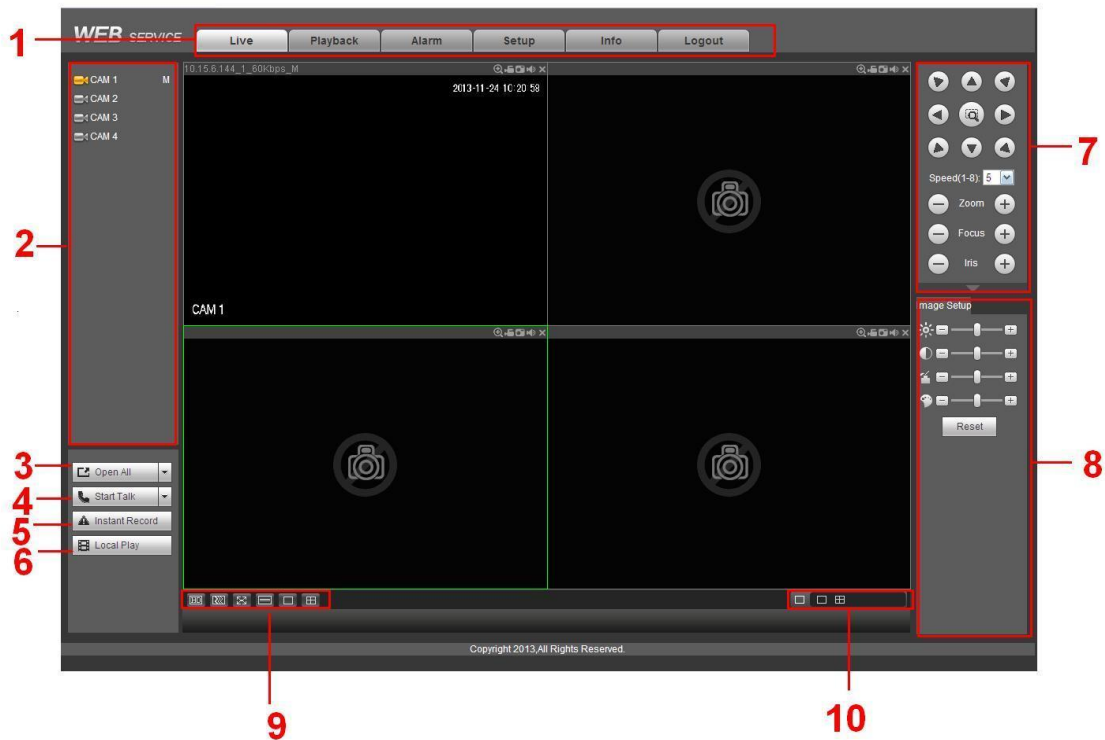 1
WEB SERVICE
Live
Playback
Alarm
Setup
Info
Logout
CAM 1 M
CAM 2
CAM 3
CAM 4
2
10.15.6.144_1_60Kbps_M
2013-11-24 10:20:58
CAM 1
3
Open All
4
Start Talk
5
Instant Record
6
Local Play
7
Speed(1-8): 5
Zoom
Focus
Iris
mage Setup
Reset
8
Copyright 2013,All Rights Reserved.
9
10